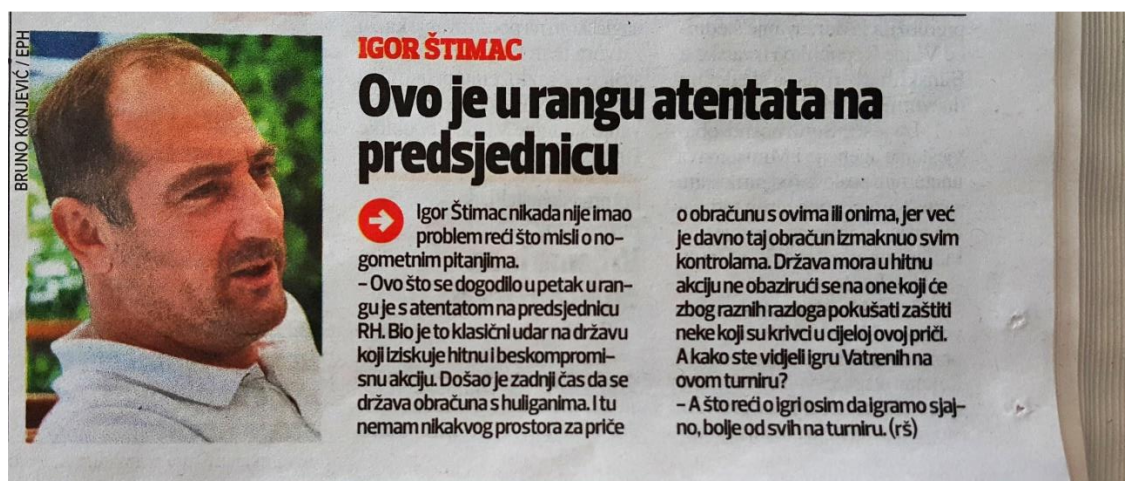 BRUNO KONJEVIĆ / EPH
IGOR ŠTIMAC
Ovo je u rangu atentata na
predsjednicu
Igor Štimac nikada nije imao
problem reći što misli o no-
gometnim pitanjima.
– Ovo što se dogodilo u petak u ran-
gu je s atentatom na predsjednicu
RH. Bio je to klasični udar na državu
koji iziskuje hitnu i beskompromi-
snu akciju. Došao je zadnji čas da se
država obračuna s huliganima. I tu
nemam nikakvog prostora za priče
o obračunu s ovima ili onima, jer već
je davno taj obračun izmaknuo svim
kontrolama. Država mora u hitnu
akciju ne obazirući se na one koji će
zbog raznih razloga pokušati zaštiti
neke koji su krivci u cijeloj ovoj priči.
A kako ste vidjeli igru Vatrenih na
ovom turniru?
– A što reći o igri osim da igramo sjaj-
no, bolje od svih na turniru. (rš)